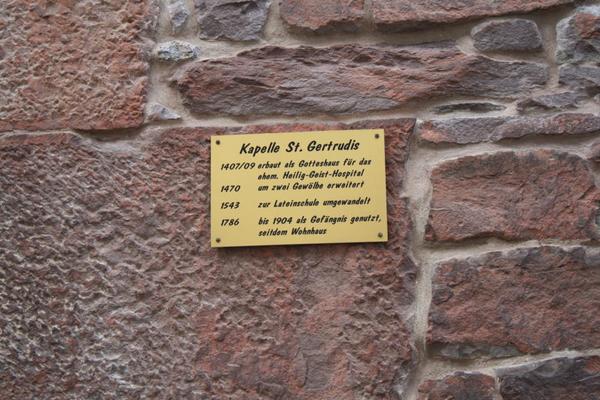 Kapelle St. Gertrudis
1407/09 erbaut als Gotteshaus für das
ehem. Heilig-Geist-Hospital
1470 um zwei Gewölbe erweitert
1543 zur Lateinschule umgewandelt
1786 bis 1904 als Gefängnis genutzt,
seitdem Wohnhaus